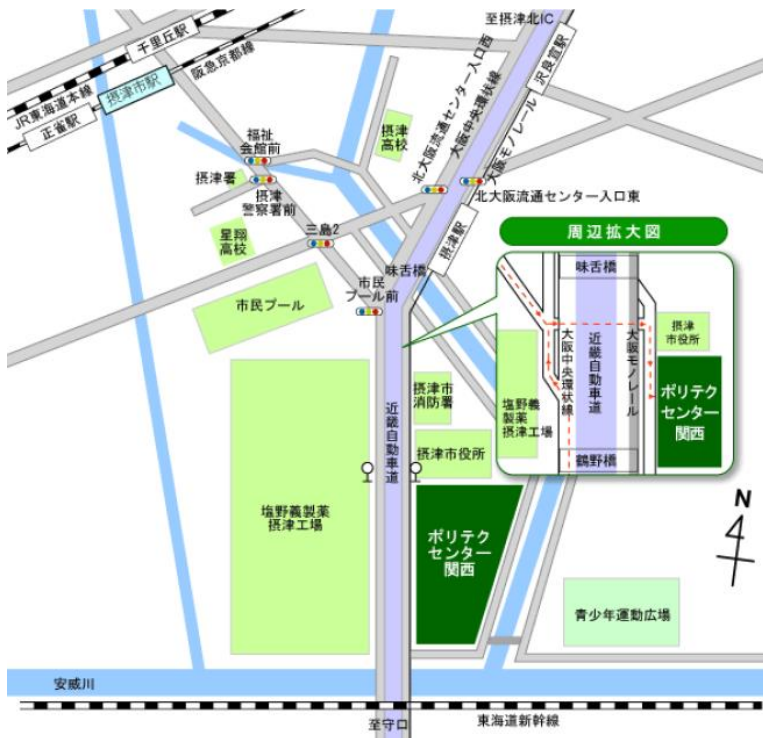 至摂津北IC
千里丘駅
JR東海道本線
摂津市駅
阪急京都線
正雀駅
沢良宜駅
北大阪流通センター入口西
大阪中央環状線
大阪モノレール
福祉
会館前
摂津
高校
摂津署
摂津
警察署前
北大阪流通センター入口東
星翔
高校
三島2
摂津駅
周辺拡大図
味舌橋
市民
プール前
市民プール
味舌橋
大阪中央環状線
近畿自動車道
大阪モノレール
摂津
市役所
塩野義
製薬
摂津工場
ポリテク
センター
関西
鶴野橋
近畿自動車道
摂津市
消防署
摂津市役所
塩野義製薬
摂津工場
ポリテク
センター
関西
N
青少年運動広場
安威川
至守口
東海道新幹線